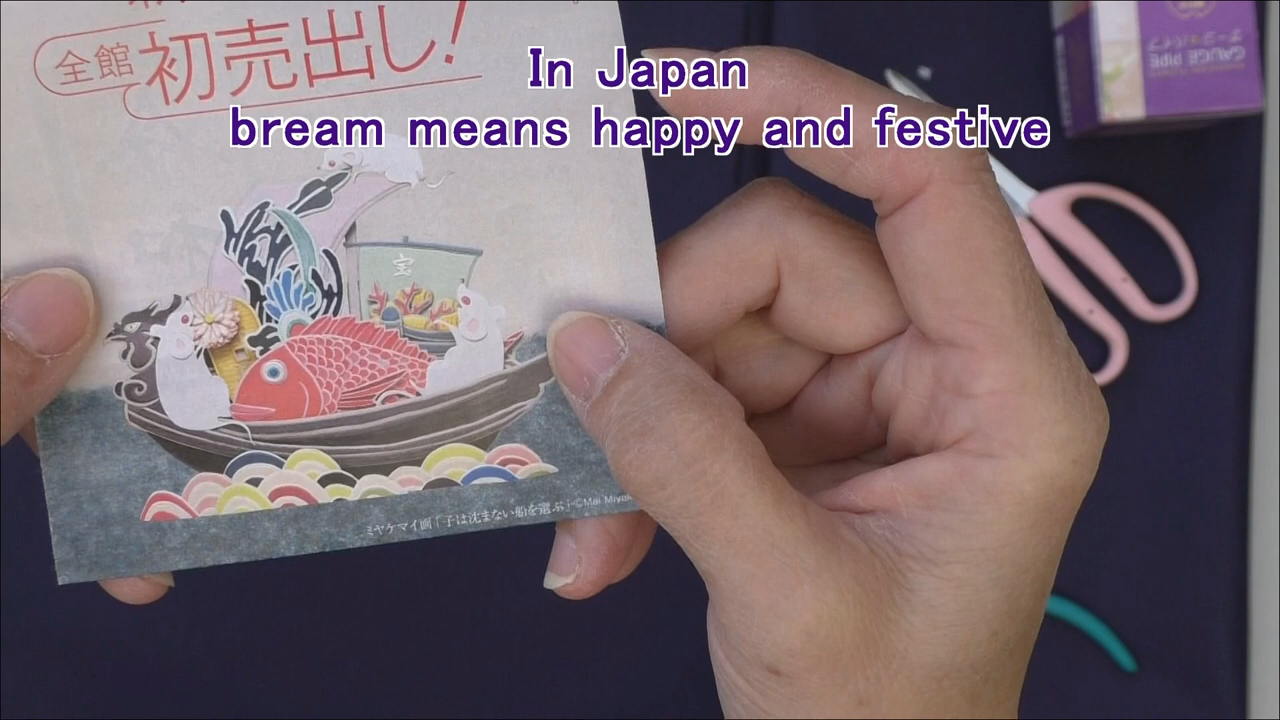 全館
初売出し!
In Japan
bream means happy and festive
宝
ミヤケマイ画「子は沈まない船を選ぶ」©Mai Miyak
GAUGE PIPE